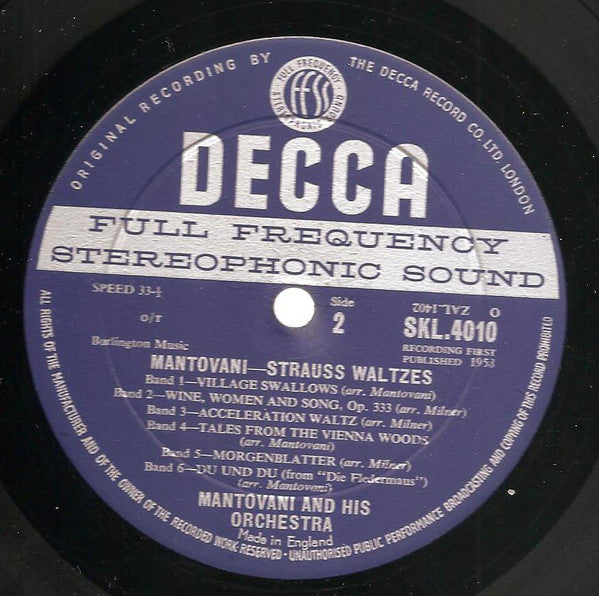 ORIGINAL RECORDING BY
THE DECCA RECORD CO. LTD. LONDON
FULL FREQUENCY
FFSS
DECCA
FULL FREQUENCY
STEREOPHONIC SOUND
SPEED 33-⅓
Side
2
O
ZAL.1402
SKL.4010
O/T
RECORDING FIRST
PUBLISHED 1958
Burlington Music
MANTOVANI—STRAUSS WALTZES
Band 1—VILLAGE SWALLOWS (arr. Mantovani)
Band 2—WINE, WOMEN AND SONG, Op. 333 (arr. Milner)
Band 3—ACCELERATION WALTZ (arr. Milner)
Band 4—TALES FROM THE VIENNA WOODS
(arr. Mantovani)
Band 5—MORGENBLATTER (arr. Milner)
Band 6—DU UND DU (from "Die Fledermaus")
(arr. Mantovani)
MANTOVANI AND HIS
ORCHESTRA
Made in England
ALL RIGHTS OF THE MANUFACTURER AND OF THE OWNER OF THE RECORDED WORK RESERVED · UNAUTHORISED PUBLIC PERFORMANCE BROADCASTING AND COPYING OF THIS RECORD PROHIBITED